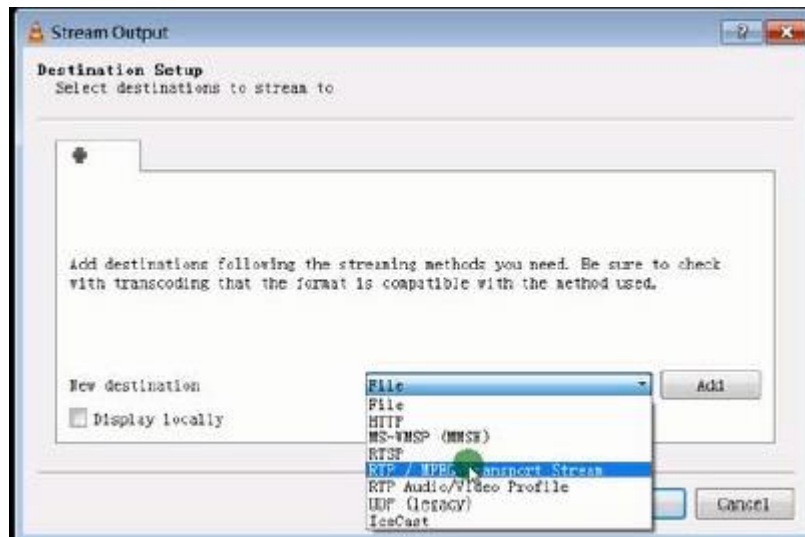 Stream Output
Destination Setup
Select destinations to stream to
Add destinations following the streaming methods you need. Be sure to check
with transcoding that the format is compatible with the method used.
New destination
File
Add
Display locally
File
HTTP
MS-WMSP (MMSH)
RTSP
RTP / MPEG Transport Stream
RTP Audio/Video Profile
UDP (legacy)
IceCast
Cancel